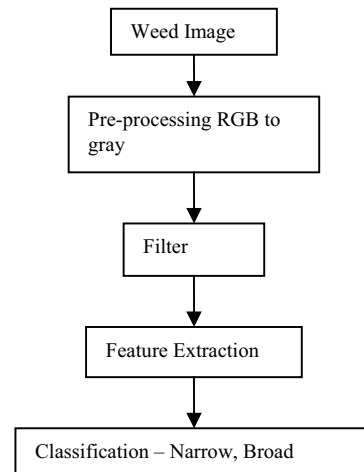 Weed Image
Pre-processing RGB to
gray
Filter
Feature Extraction
Classification – Narrow, Broad